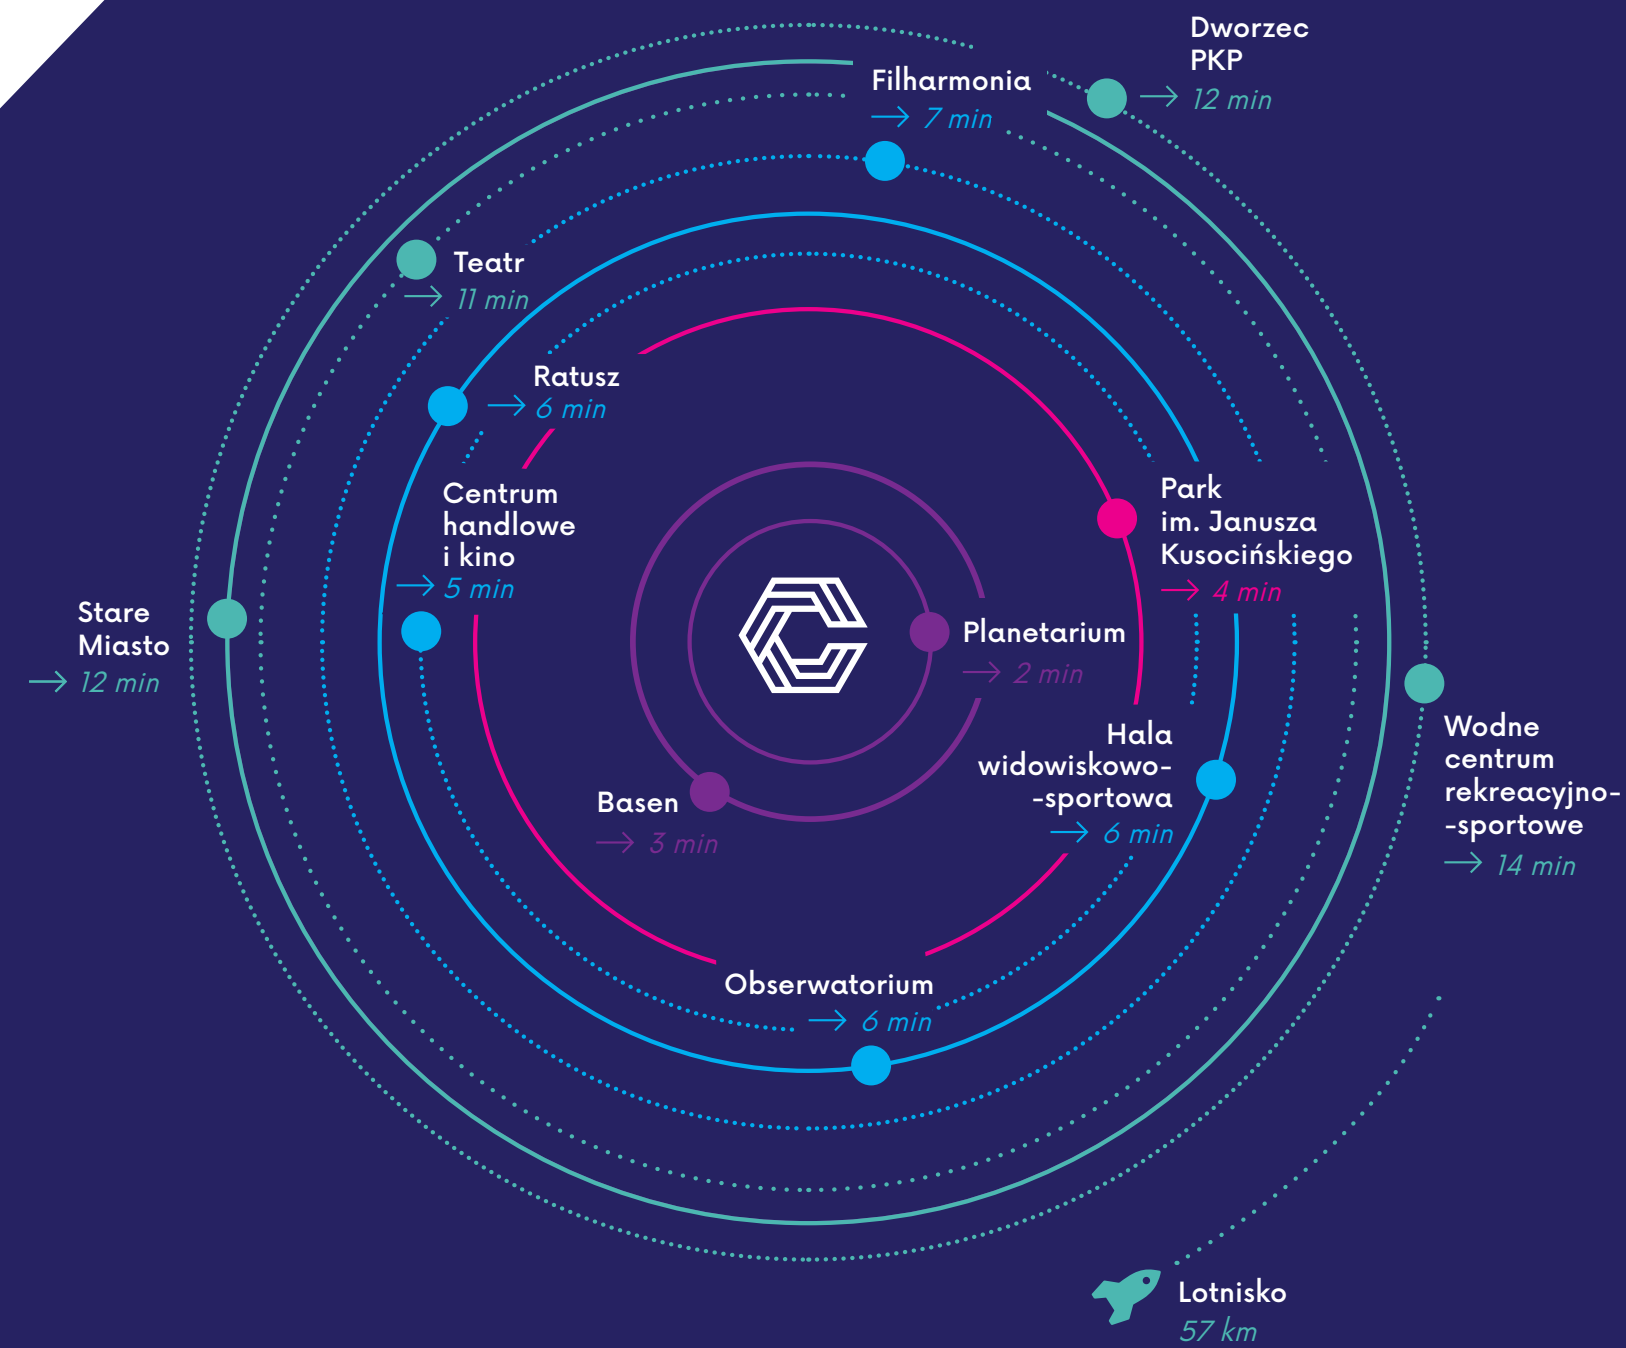 Dworzec
PKP
→ 12 min
Filharmonia
→ 7 min
Teatr
→ 11 min
Ratusz
→ 6 min
Centrum
handlowe
i kino
→ 5 min
Park
im. Janusza
Kusocińskiego
→ 4 min
Stare
Miasto
→ 12 min
Planetarium
→ 2 min
Hala
widowiskowo-
-sportowa
→ 6 min
Wodne
centrum
rekreacyjno-
-sportowe
→ 14 min
Basen
→ 3 min
Obserwatorium
→ 6 min
Lotnisko
57 km